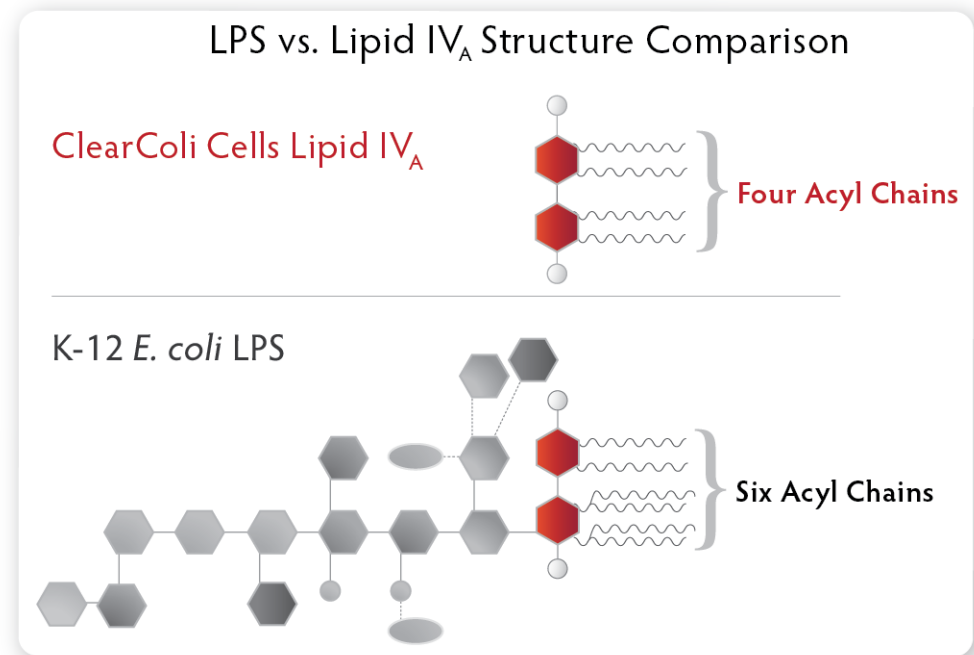 LPS vs. Lipid IVA Structure Comparison
ClearColi Cells Lipid IVA
Four Acyl Chains
K-12 E. coli LPS
Six Acyl Chains